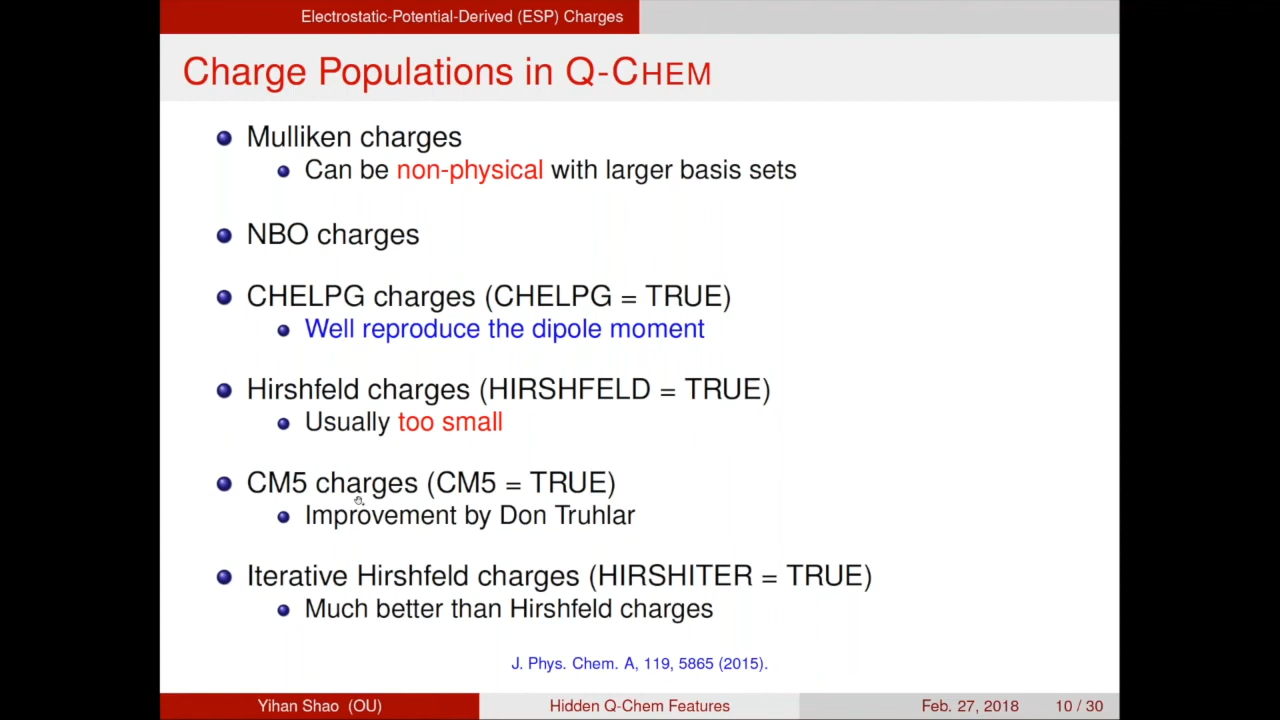 Electrostatic-Potential-Derived (ESP) Charges
Charge Populations in Q-CHEM
Mulliken charges
Can be non-physical with larger basis sets
NBO charges
CHELPG charges (CHELPG = TRUE)
Well reproduce the dipole moment
Hirshfeld charges (HIRSHFELD = TRUE)
Usually too small
CM5 charges (CM5 = TRUE)
Improvement by Don Truhlar
Iterative Hirshfeld charges (HIRSHITER = TRUE)
Much better than Hirshfeld charges
J. Phys. Chem. A, 119, 5865 (2015).
Yihan Shao (OU) Hidden Q-Chem Features Feb. 27, 2018 10 / 30